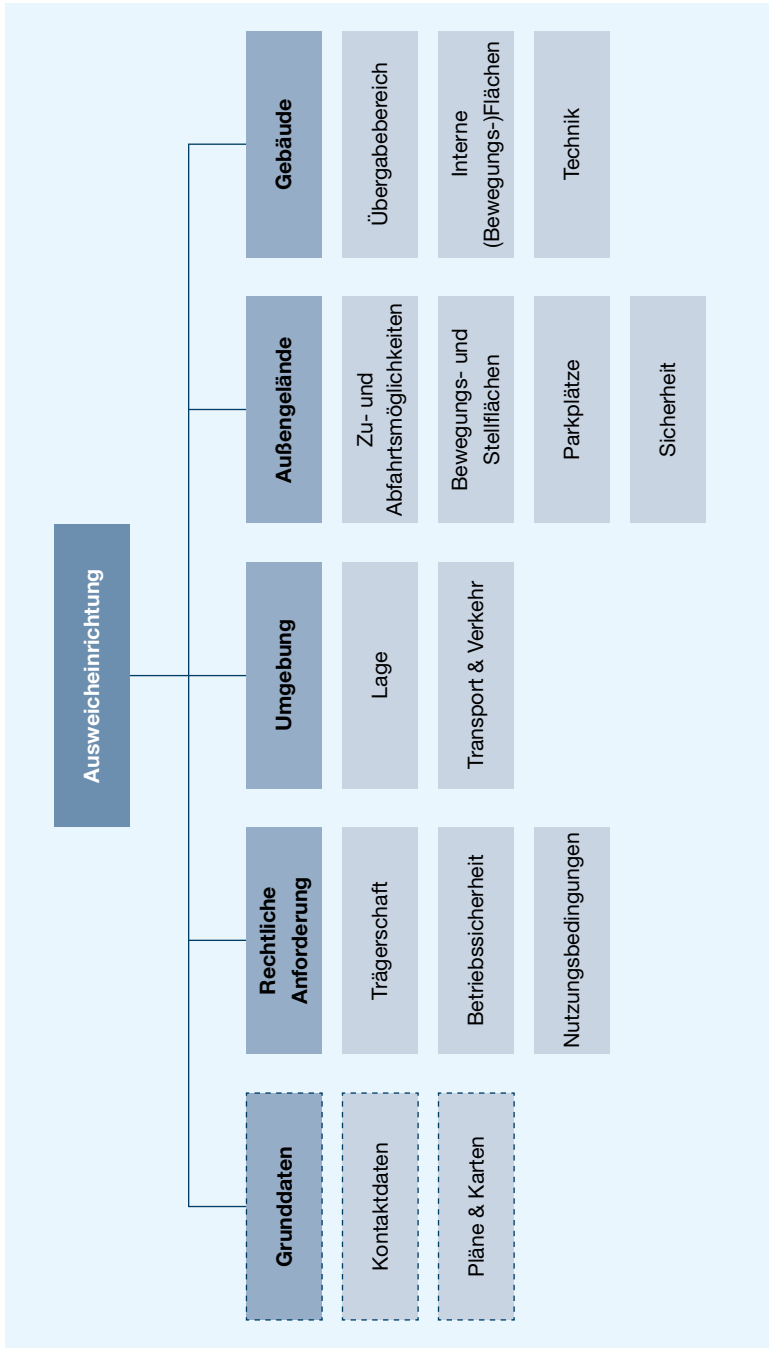 Ausweicheinrichtung
Grunddaten
Kontaktdaten
Pläne & Karten
Rechtliche
Anforderung
Trägerschaft
Betriebssicherheit
Nutzungsbedingungen
Umgebung
Lage
Transport & Verkehr
Außengelände
Zu- und
Abfahrtsmöglichkeiten
Bewegungs- und
Stellflächen
Parkplätze
Sicherheit
Gebäude
Übergabebereich
Interne
(Bewegungs-)Flächen
Technik